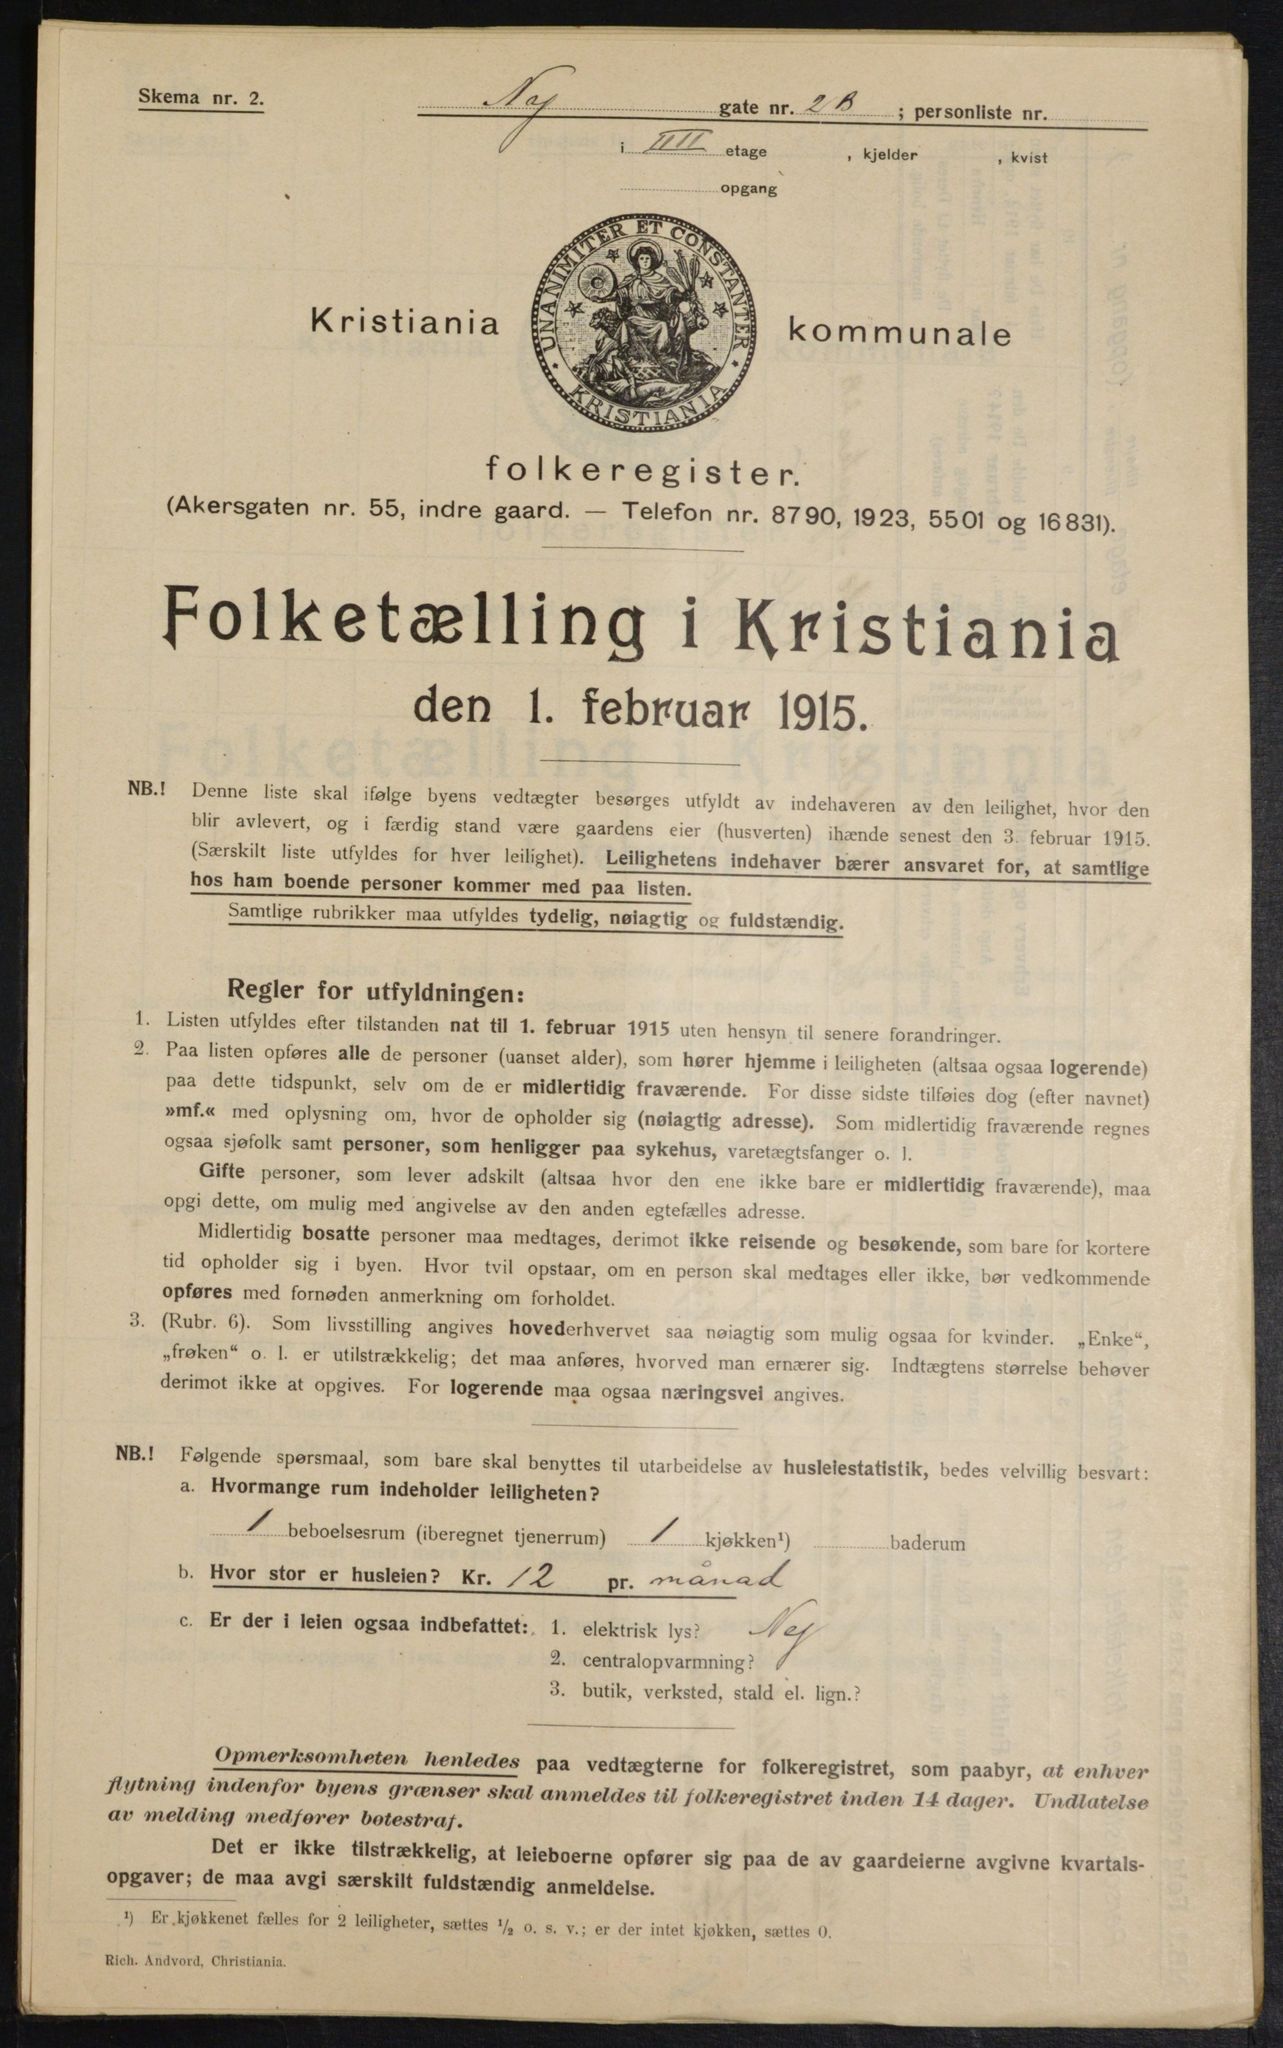 Skema nr. 2.
Ny gate nr. 2B ; personliste nr.
i IIII etage , kjelder , kvist
opgang
UNANIMITER ET CONSTANTER
KRISTIANIA
Kristiania kommunale
folkeregister.
(Akersgaten nr. 55, indre gaard. — Telefon nr. 8790, 1923, 5501 og 16831).
Folketælling i Kristiania
den 1. februar 1915.
NB.! Denne liste skal ifølge byens vedtægter besørges utfyldt av indehaveren av den leilighet, hvor den
blir avlevert, og i færdig stand være gaardens eier (husverten) ihænde senest den 3. februar 1915.
(Særskilt liste utfyldes for hver leilighet). Leilighetens indehaver bærer ansvaret for, at samtlige
hos ham boende personer kommer med paa listen.
Samtlige rubrikker maa utfyldes tydelig, nøiagtig og fuldstændig.
Regler for utfyldningen:
1. Listen utfyldes efter tilstanden nat til 1. februar 1915 uten hensyn til senere forandringer.
2. Paa listen opføres alle de personer (uanset alder), som hører hjemme i leiligheten (altsaa ogsaa logerende)
paa dette tidspunkt, selv om de er midlertidig fraværende. For disse sidste tilføies dog (efter navnet)
»mf.« med oplysning om, hvor de opholder sig (nøiagtig adresse). Som midlertidig fraværende regnes
ogsaa sjøfolk samt personer, som henligger paa sykehus, varetægtsfanger o. l.
Gifte personer, som lever adskilt (altsaa hvor den ene ikke bare er midlertidig fraværende), maa
opgi dette, om mulig med angivelse av den anden egtefælles adresse.
Midlertidig bosatte personer maa medtages, derimot ikke reisende og besøkende, som bare for kortere
tid opholder sig i byen. Hvor tvil opstaar, om en person skal medtages eller ikke, bør vedkommende
opføres med fornøden anmerkning om forholdet.
3. (Rubr. 6). Som livsstilling angives hovederhvervet saa nøiagtig som mulig ogsaa for kvinder. „Enke“,
„frøken“ o. l. er utilstrækkelig; det maa anføres, hvorved man ernærer sig. Indtægtens størrelse behøver
derimot ikke at opgives. For logerende maa ogsaa næringsvei angives.
NB.! Følgende spørsmaal, som bare skal benyttes til utarbeidelse av husleiestatistik, bedes velvillig besvart:
a. Hvormange rum indeholder leiligheten?
1 beboelsesrum (iberegnet tjenerrum) 1 kjøkken¹) baderum
b. Hvor stor er husleien? Kr. 12 pr. månad
c. Er der i leien ogsaa indbefattet: 1. elektrisk lys? Nej
2. centralopvarmning?
3. butik, verksted, stald el. lign.?
Opmerksomheten henledes paa vedtægterne for folkeregistret, som paabyr, at enhver
flytning indenfor byens grænser skal anmeldes til folkeregistret inden 14 dager. Undlatelse
av melding medfører bøtestraf.
Det er ikke tilstrækkelig, at leieboerne opfører sig paa de av gaardeierne avgivne kvartals-
opgaver; de maa avgi særskilt fuldstændig anmeldelse.
¹) Er kjøkkenet fælles for 2 leiligheter, sættes ½ o. s. v.; er der intet kjøkken, sættes 0.
Rich. Andvord, Christiania.